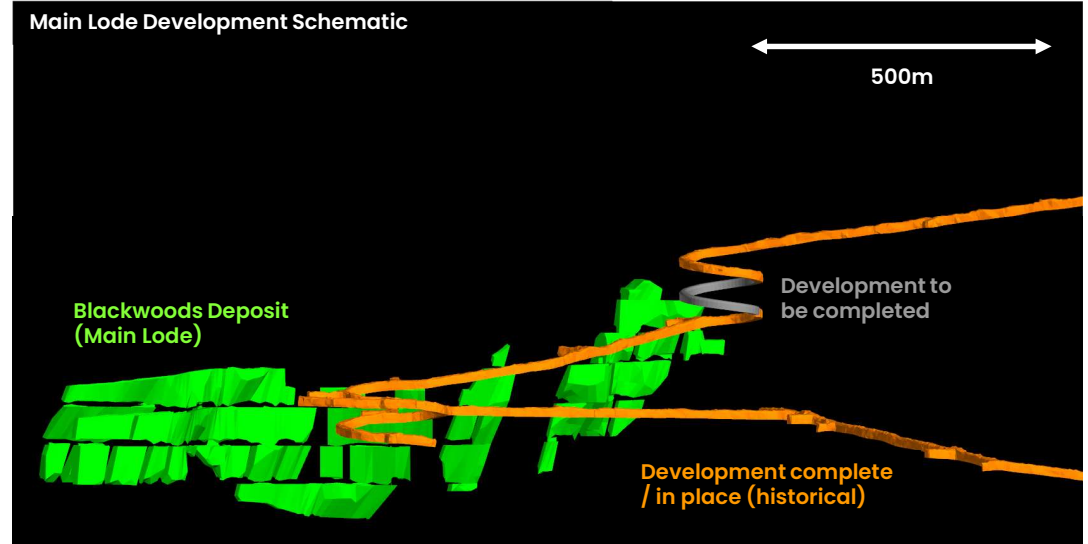 Main Lode Development Schematic
500m
Development to
be completed
Blackwoods Deposit
(Main Lode)
Development complete
/ in place (historical)